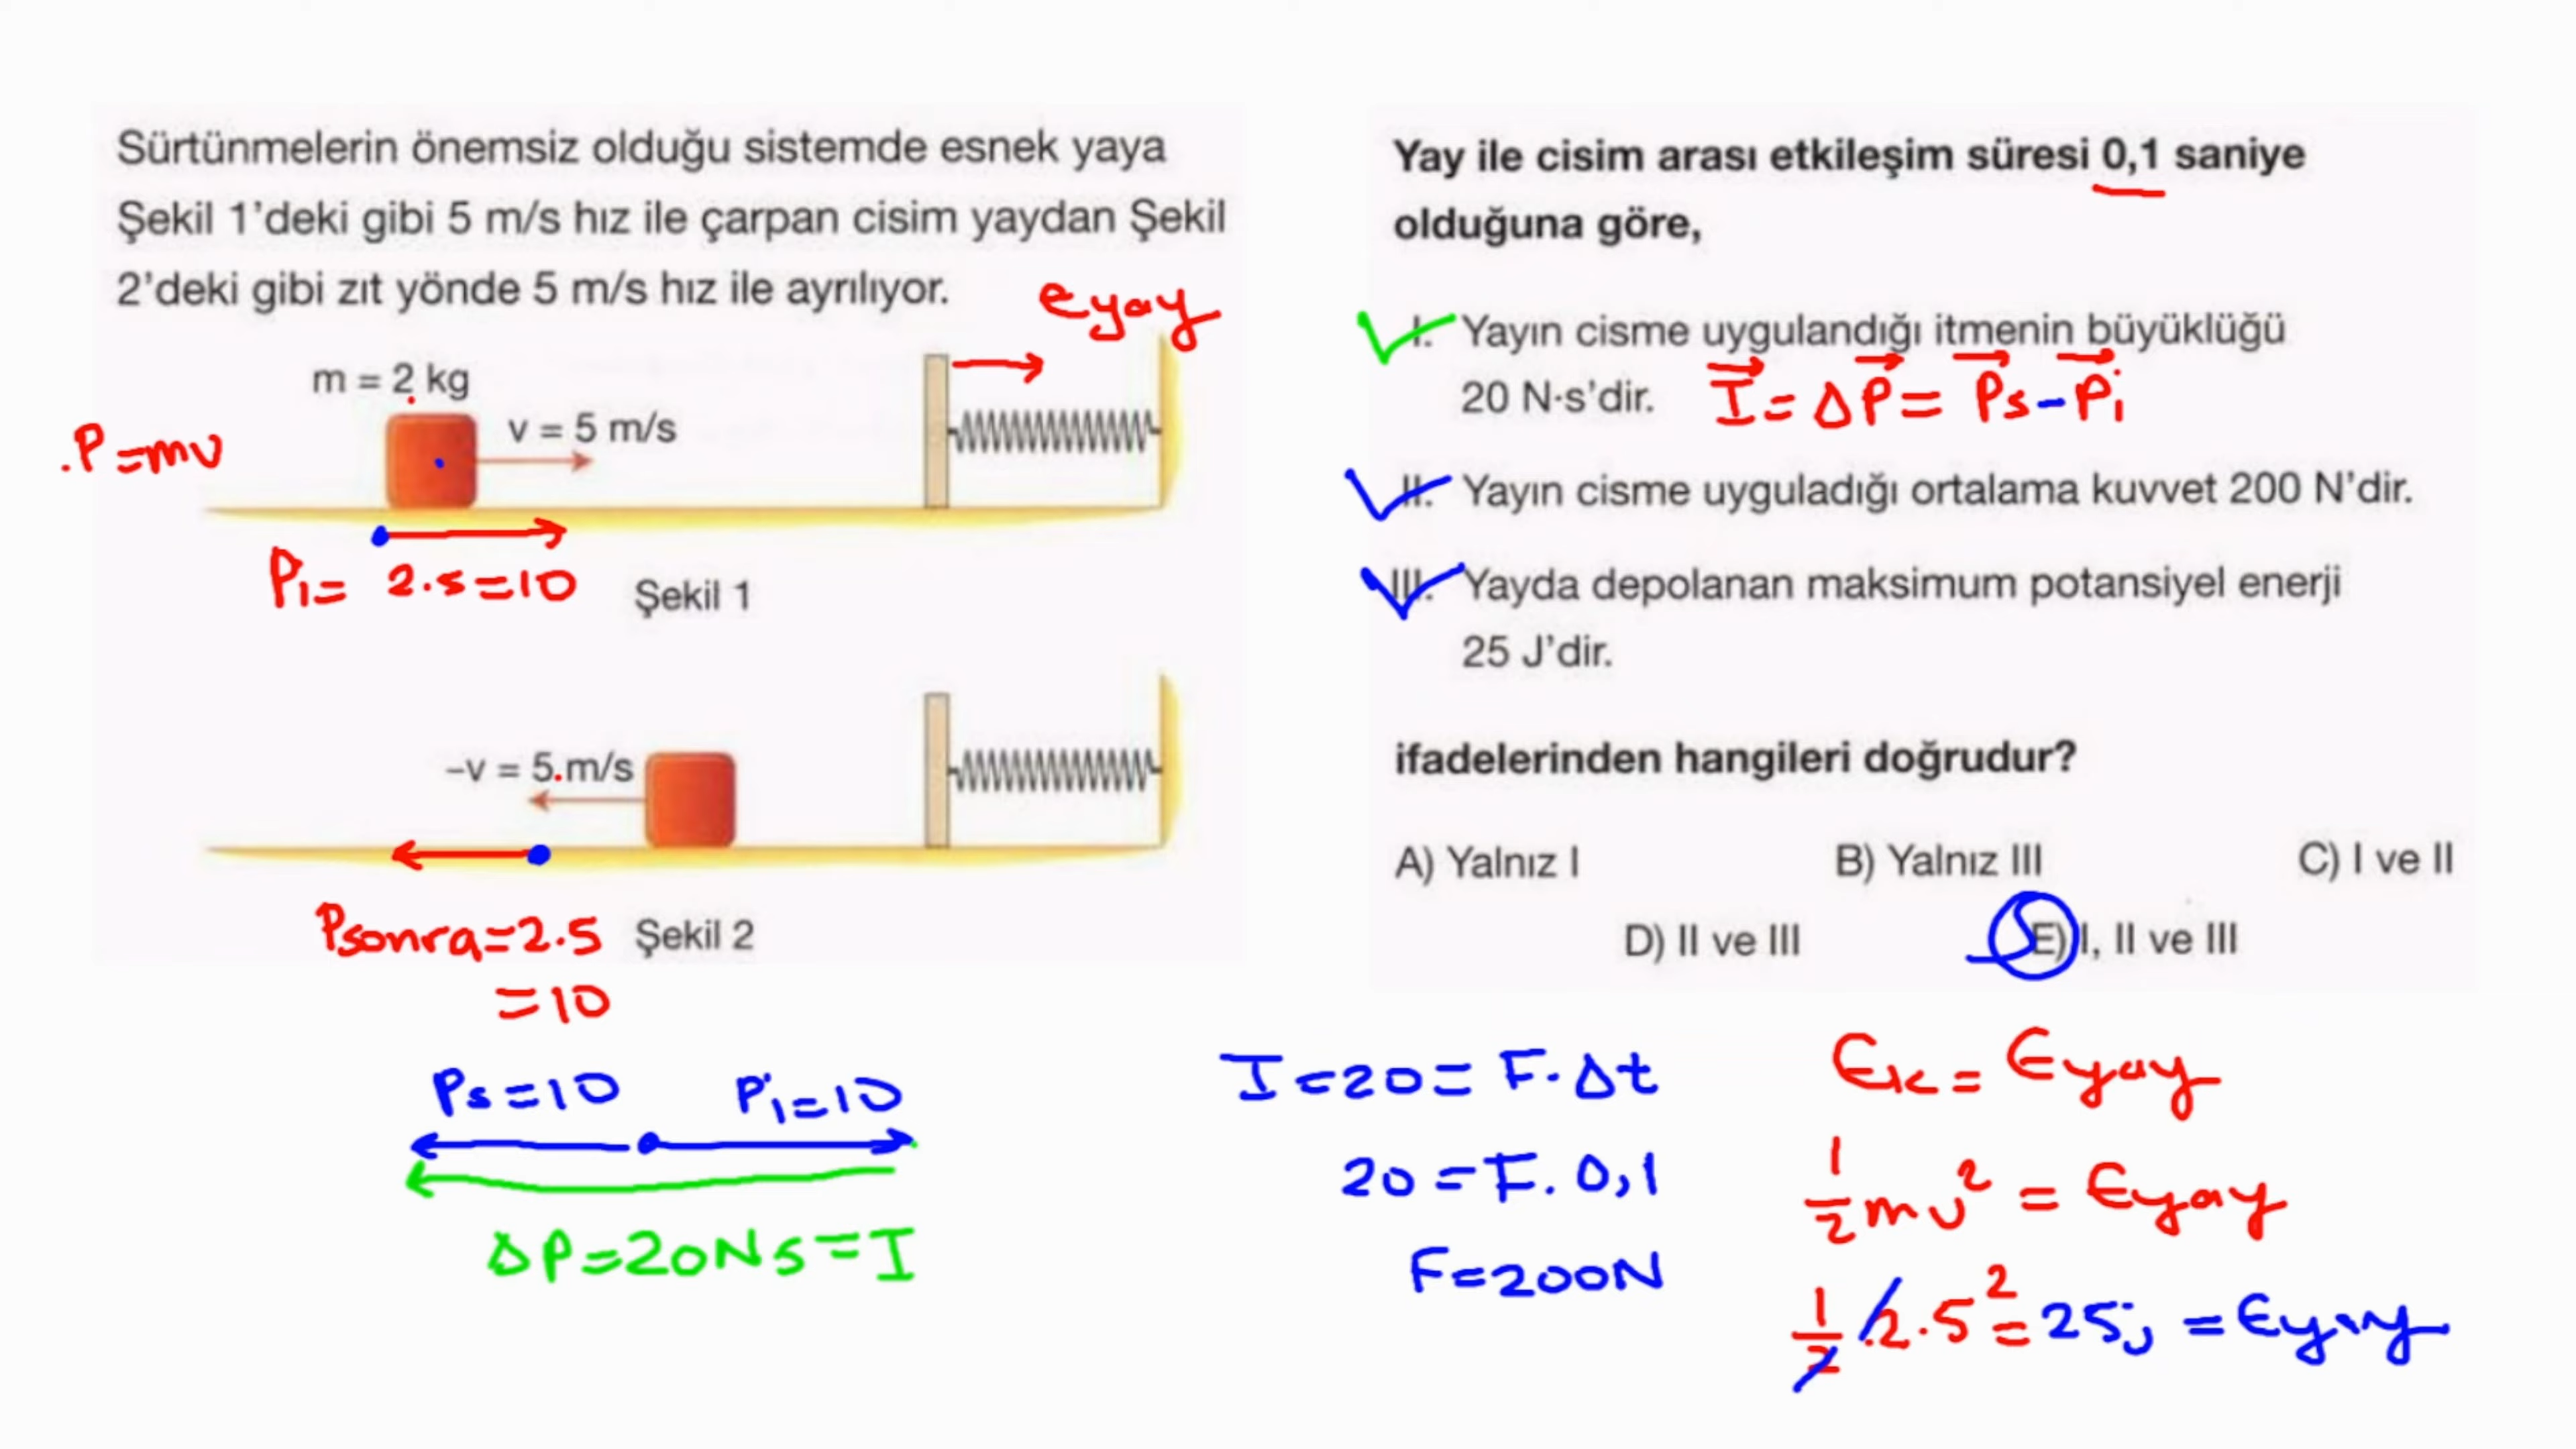 Sürtünmelerin önemsiz olduğu sistemde esnek yaya
Şekil 1'deki gibi 5 m/s hız ile çarpan cisim yaydan Şekil
2'deki gibi zıt yönde 5 m/s hız ile ayrılıyor.
eyay
m = 2 kg
v = 5 m/s
.P=mv
Pi= 2.5=10
Şekil 1
-v = 5 m/s
Psonra=2.5
=10
Şekil 2
Ps=10
Pi=10
ΔP=20Ns=I
Yay ile cisim arası etkileşim süresi 0,1 saniye
olduğuna göre,
I. Yayın cisme uygulandığı itmenin büyüklüğü
20 N·s'dir.
I=ΔP=Ps-Pi
II. Yayın cisme uyguladığı ortalama kuvvet 200 N'dir.
III. Yayda depolanan maksimum potansiyel enerji
25 J'dir.
ifadelerinden hangileri doğrudur?
A) Yalnız I B) Yalnız III C) I ve II
D) II ve III E) I, II ve III
I=20=F.Δt
20=F.0,1
F=200N
Ek=Eyay
1/2 mv²=Eyay
1/2 .2.5²=25j=Eyay